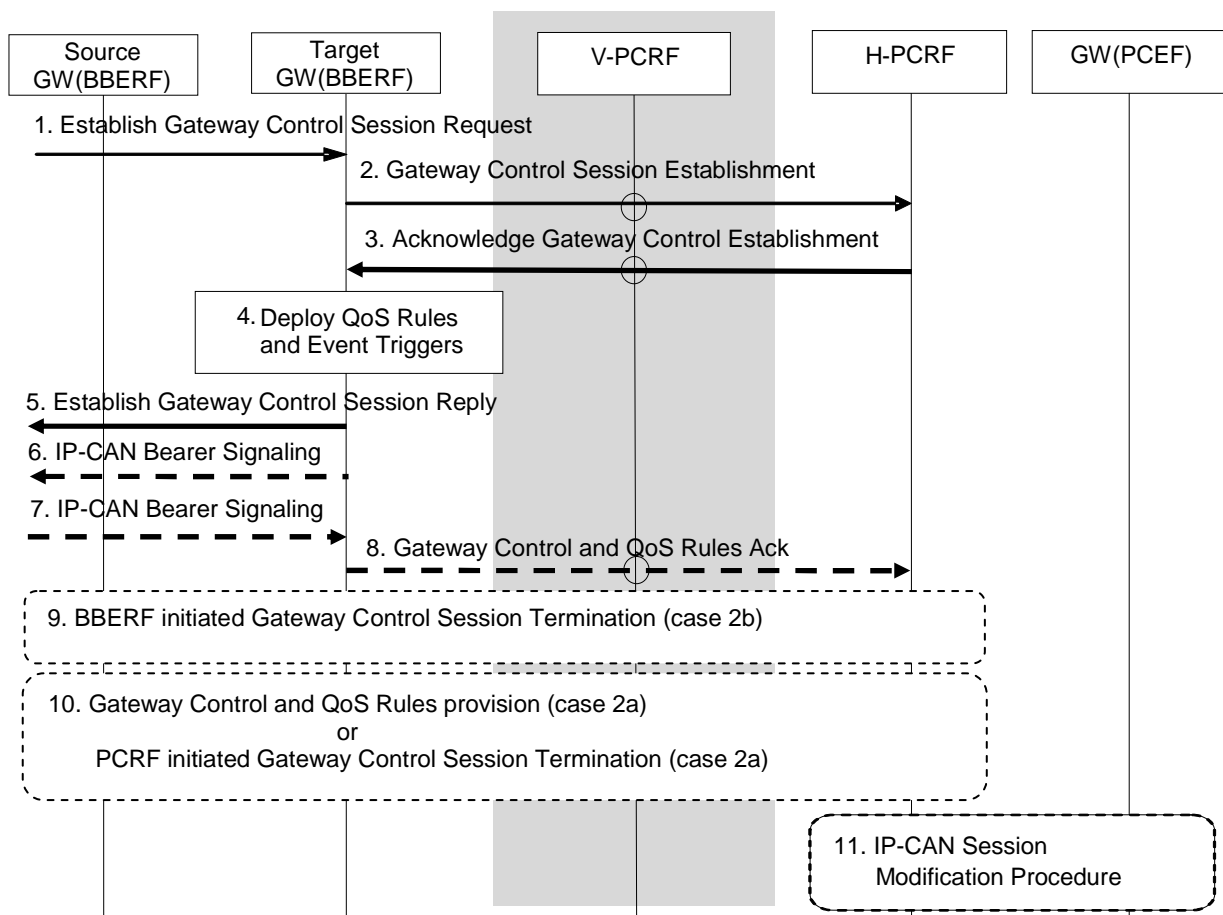 Source
GW(BBERF)
Target
GW(BBERF)
V-PCRF
H-PCRF
GW(PCEF)
1. Establish Gateway Control Session Request
2. Gateway Control Session Establishment
3. Acknowledge Gateway Control Establishment
4. Deploy QoS Rules
and Event Triggers
5. Establish Gateway Control Session Reply
6. IP-CAN Bearer Signaling
7. IP-CAN Bearer Signaling
8. Gateway Control and QoS Rules Ack
9. BBERF initiated Gateway Control Session Termination (case 2b)
10. Gateway Control and QoS Rules provision (case 2a)
or
PCRF initiated Gateway Control Session Termination (case 2a)
11. IP-CAN Session
Modification Procedure